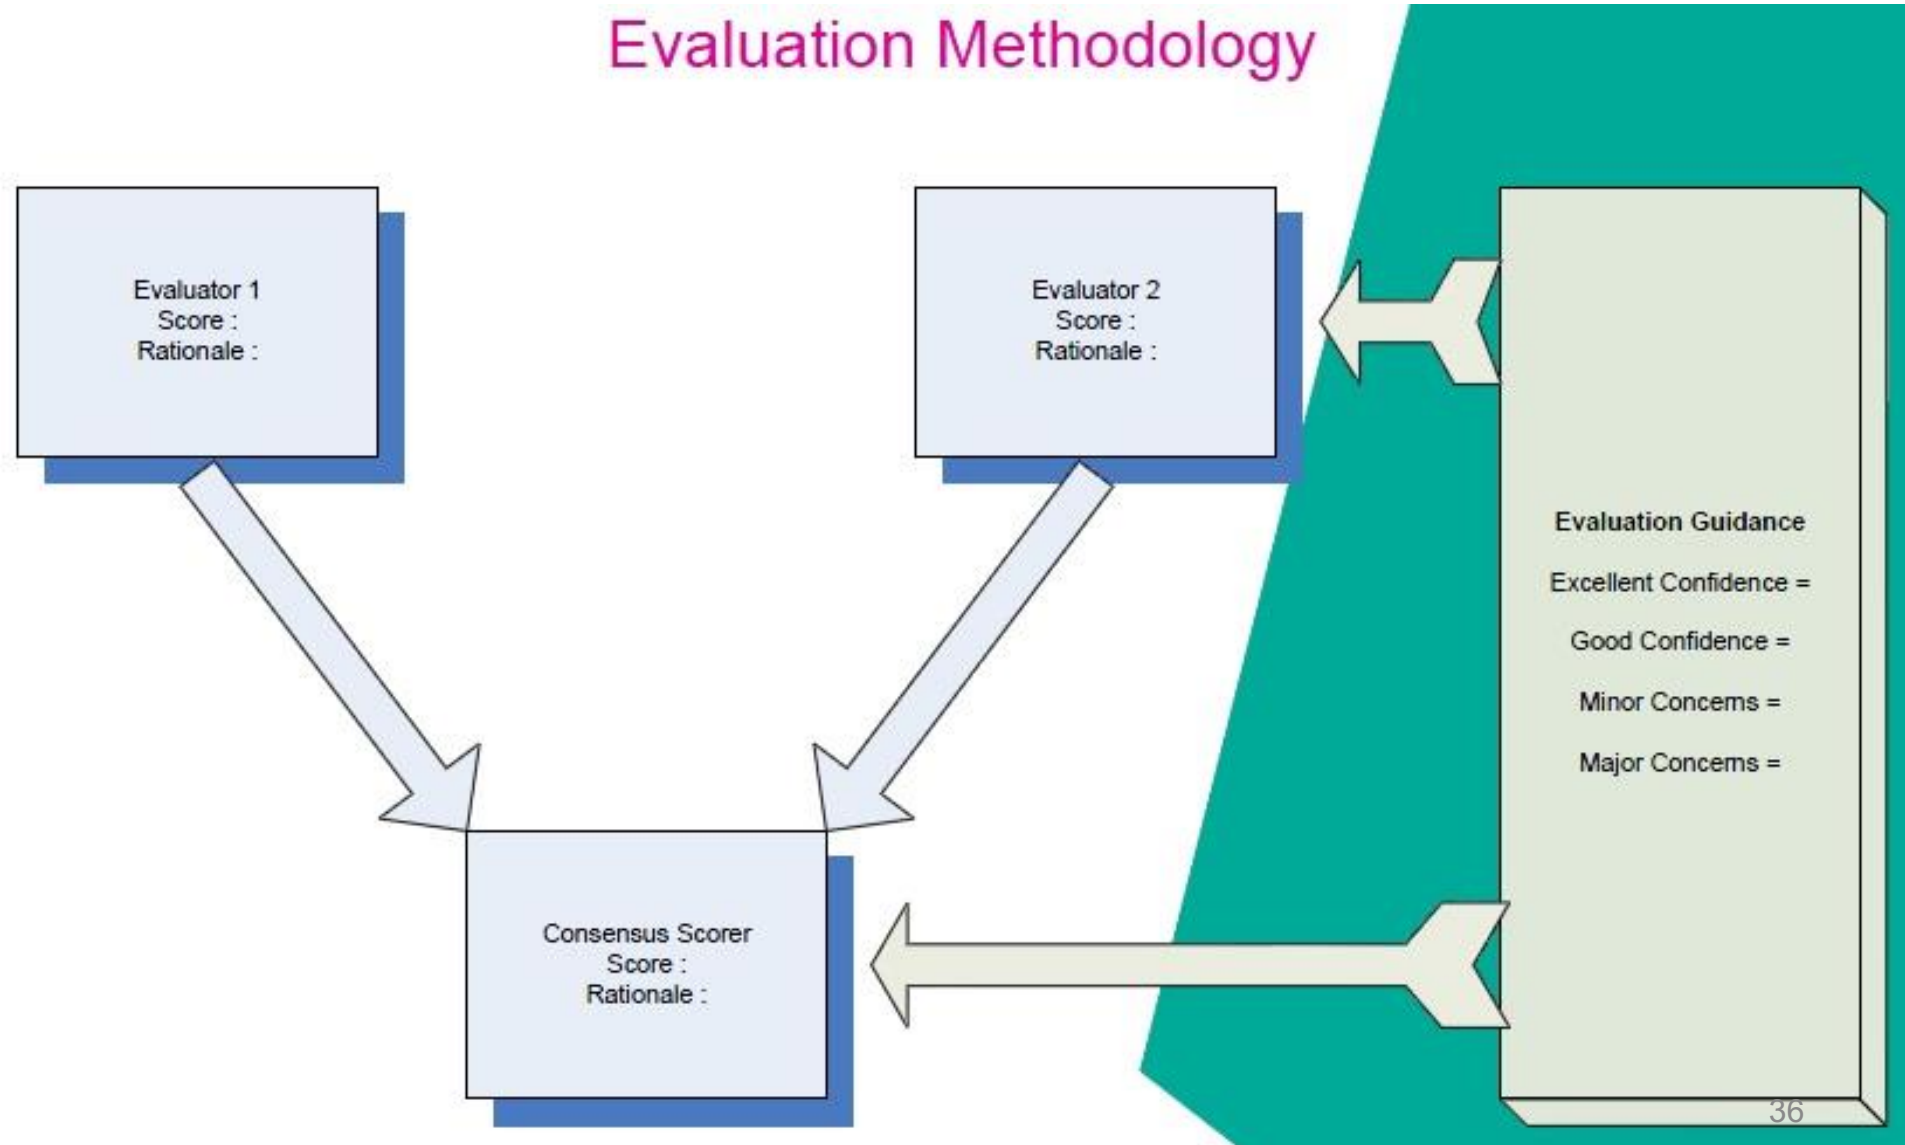 Evaluation Methodology
Evaluator 1
Score :
Rationale :
Evaluator 2
Score :
Rationale :
Evaluation Guidance
Excellent Confidence =
Good Confidence =
Minor Concerns =
Major Concerns =
Consensus Scorer
Score :
Rationale :
36